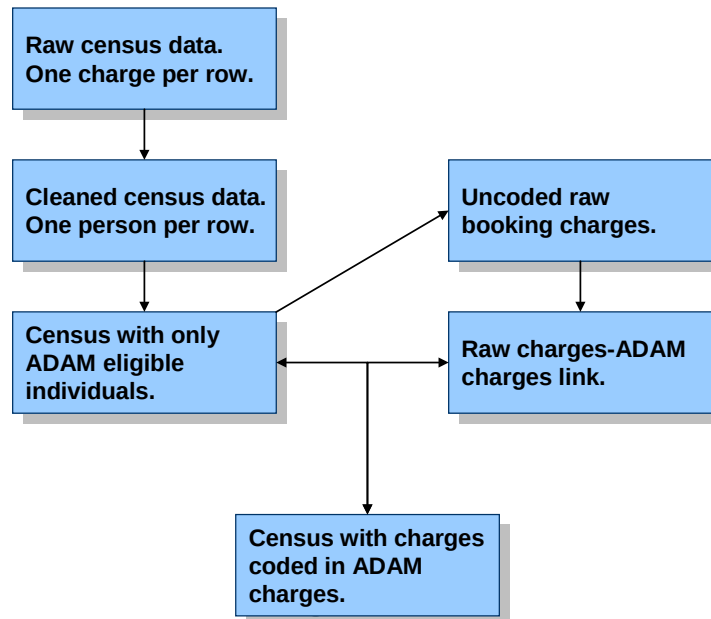 Raw census data.
One charge per row.
Cleaned census data.
One person per row.
Uncoded raw
booking charges.
Census with only
ADAM eligible
individuals.
Raw charges-ADAM
charges link.
Census with charges
coded in ADAM
charges.